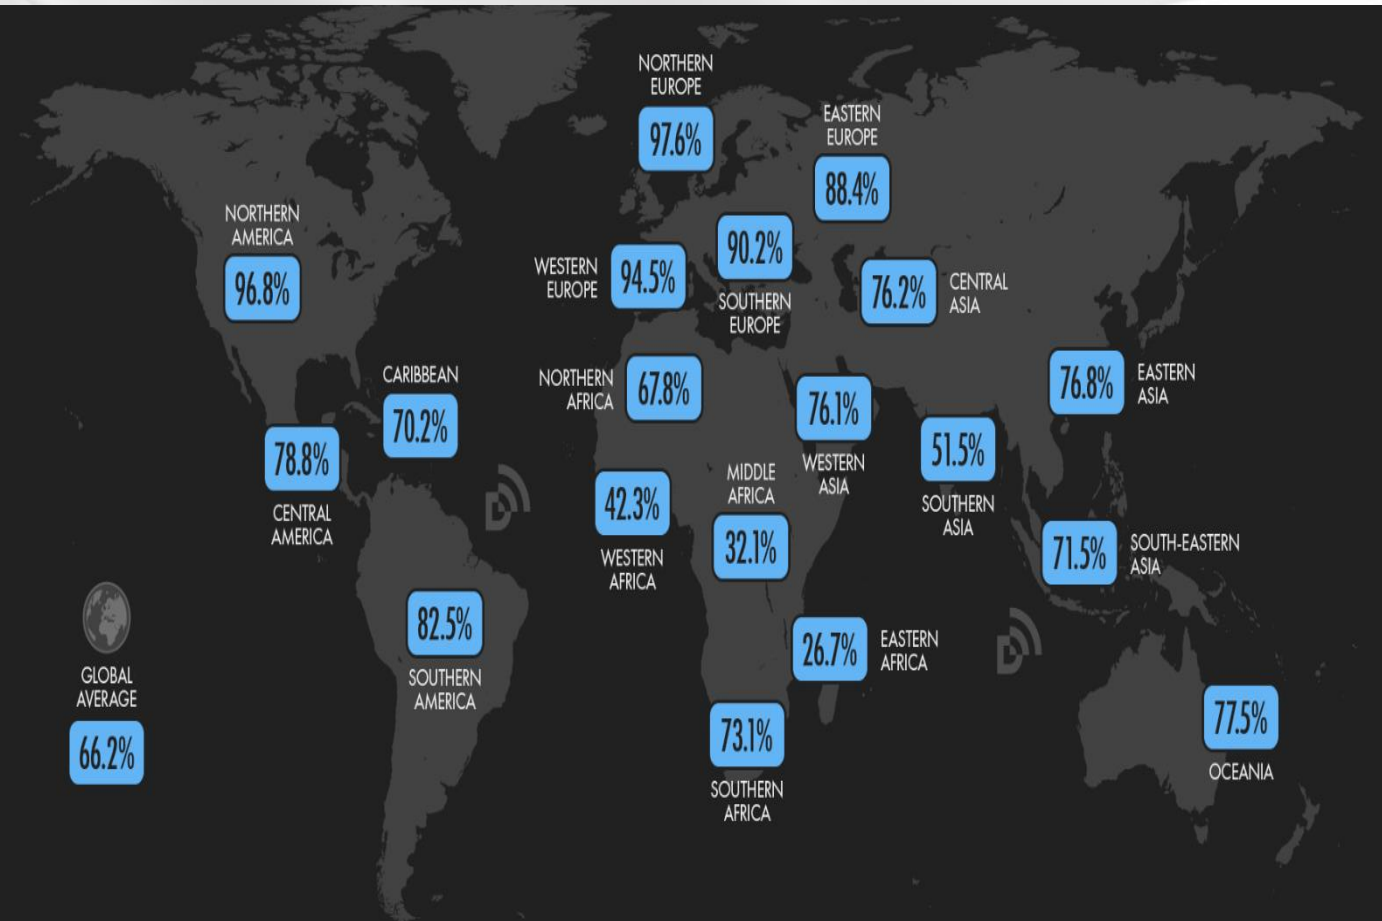 NORTHERN
EUROPE
97.6%
EASTERN
EUROPE
88.4%
NORTHERN
AMERICA
96.8%
WESTERN
EUROPE
94.5%
90.2%
SOUTHERN
EUROPE
76.2%
CENTRAL
ASIA
CARIBBEAN
70.2%
NORTHERN
AFRICA
67.8%
76.1%
WESTERN
ASIA
76.8%
EASTERN
ASIA
78.8%
CENTRAL
AMERICA
51.5%
SOUTHERN
ASIA
42.3%
WESTERN
AFRICA
MIDDLE
AFRICA
32.1%
71.5%
SOUTH-EASTERN
ASIA
82.5%
SOUTHERN
AMERICA
26.7%
EASTERN
AFRICA
GLOBAL
AVERAGE
66.2%
73.1%
SOUTHERN
AFRICA
77.5%
OCEANIA